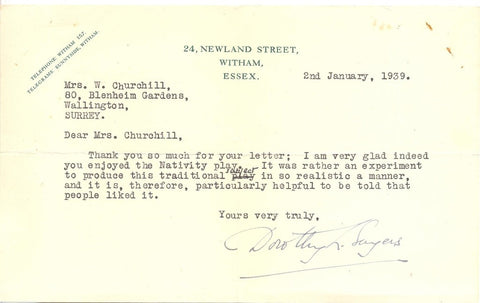 TELEPHONE WITHAM 157.
TELEGRAMS SUNNYSIDE, WITHAM.
24, NEWLAND STREET,
WITHAM,
ESSEX.
2nd January, 1939.
Mrs. W. Churchill,
80, Blenheim Gardens,
Wallington,
SURREY.
Dear Mrs. Churchill,
Thank you so much for your letter; I am very glad indeed
you enjoyed the Nativity play. It was rather an experiment
subject
to produce this traditional play in so realistic a manner,
and it is, therefore, particularly helpful to be told that
people liked it.
Yours very truly,
Dorothy L. Sayers